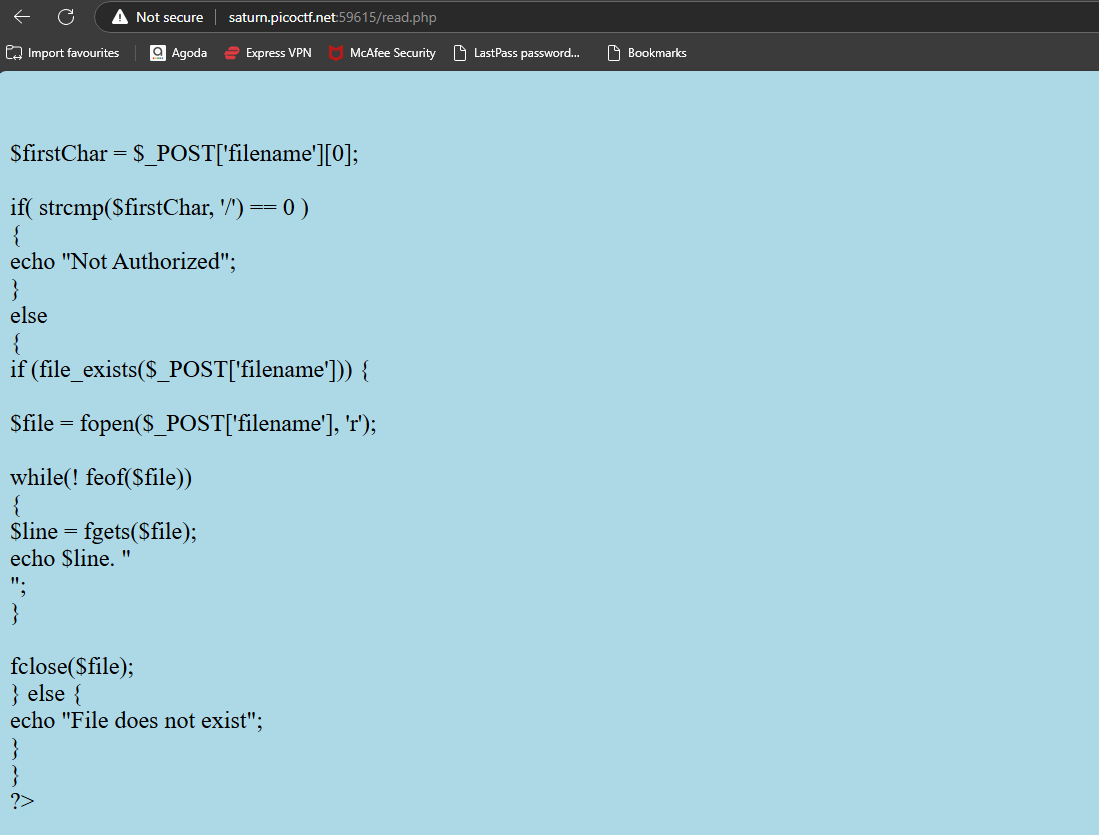 Not secure
saturn.picoctf.net:59615/read.php
Import favourites
Agoda
Express VPN
McAfee Security
LastPass password...
Bookmarks
$firstChar = $_POST['filename'][0];
if( strcmp($firstChar, '/') == 0 )
{
echo "Not Authorized";
}
else
{
if (file_exists($_POST['filename'])) {
$file = fopen($_POST['filename'], 'r');
while(! feof($file))
{
$line = fgets($file);
echo $line. "
";
}
fclose($file);
} else {
echo "File does not exist";
}
}
?>